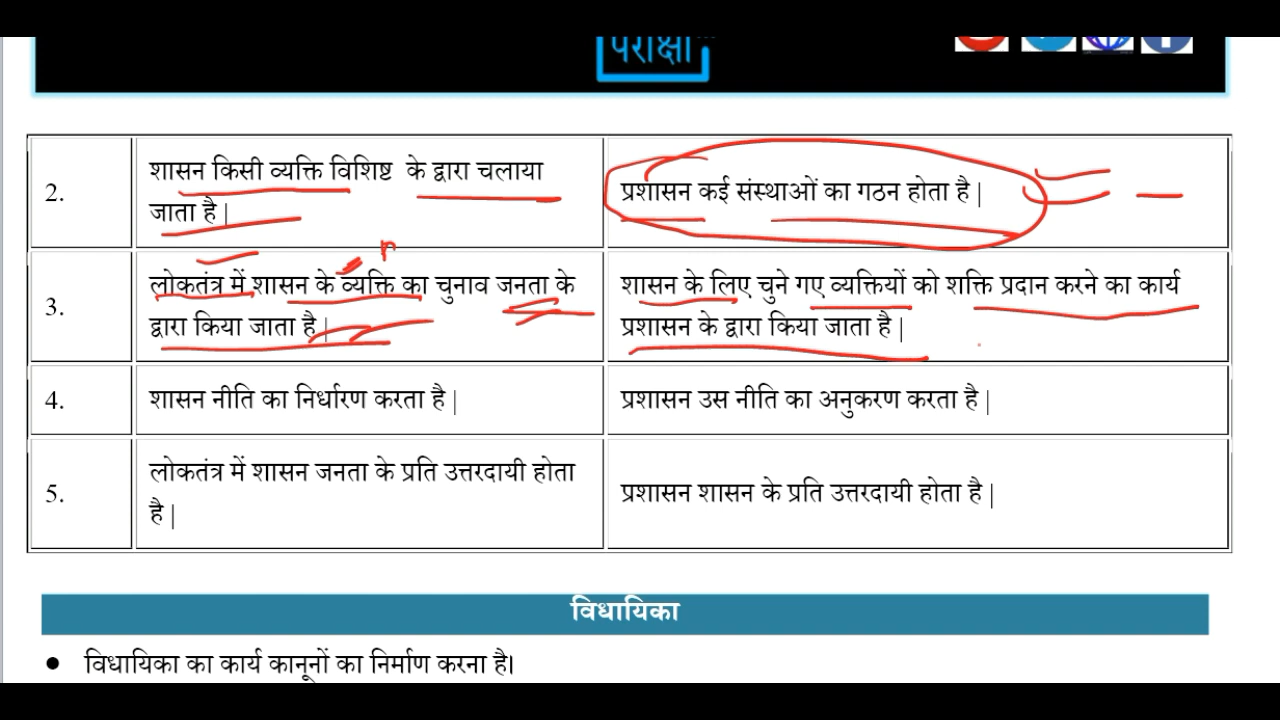 परीक्षा
2.
शासन किसी व्यक्ति विशिष्ट के द्वारा चलाया
जाता है |
प्रशासन कई संस्थाओं का गठन होता है |
3.
लोकतंत्र में शासन के व्यक्ति का चुनाव जनता के
द्वारा किया जाता है |
शासन के लिए चुने गए व्यक्तियों को शक्ति प्रदान करने का कार्य
प्रशासन के द्वारा किया जाता है |
4.
शासन नीति का निर्धारण करता है |
प्रशासन उस नीति का अनुकरण करता है |
5.
लोकतंत्र में शासन जनता के प्रति उत्तरदायी होता
है |
प्रशासन शासन के प्रति उत्तरदायी होता है |
विधायिका
● विधायिका का कार्य कानूनों का निर्माण करना है।